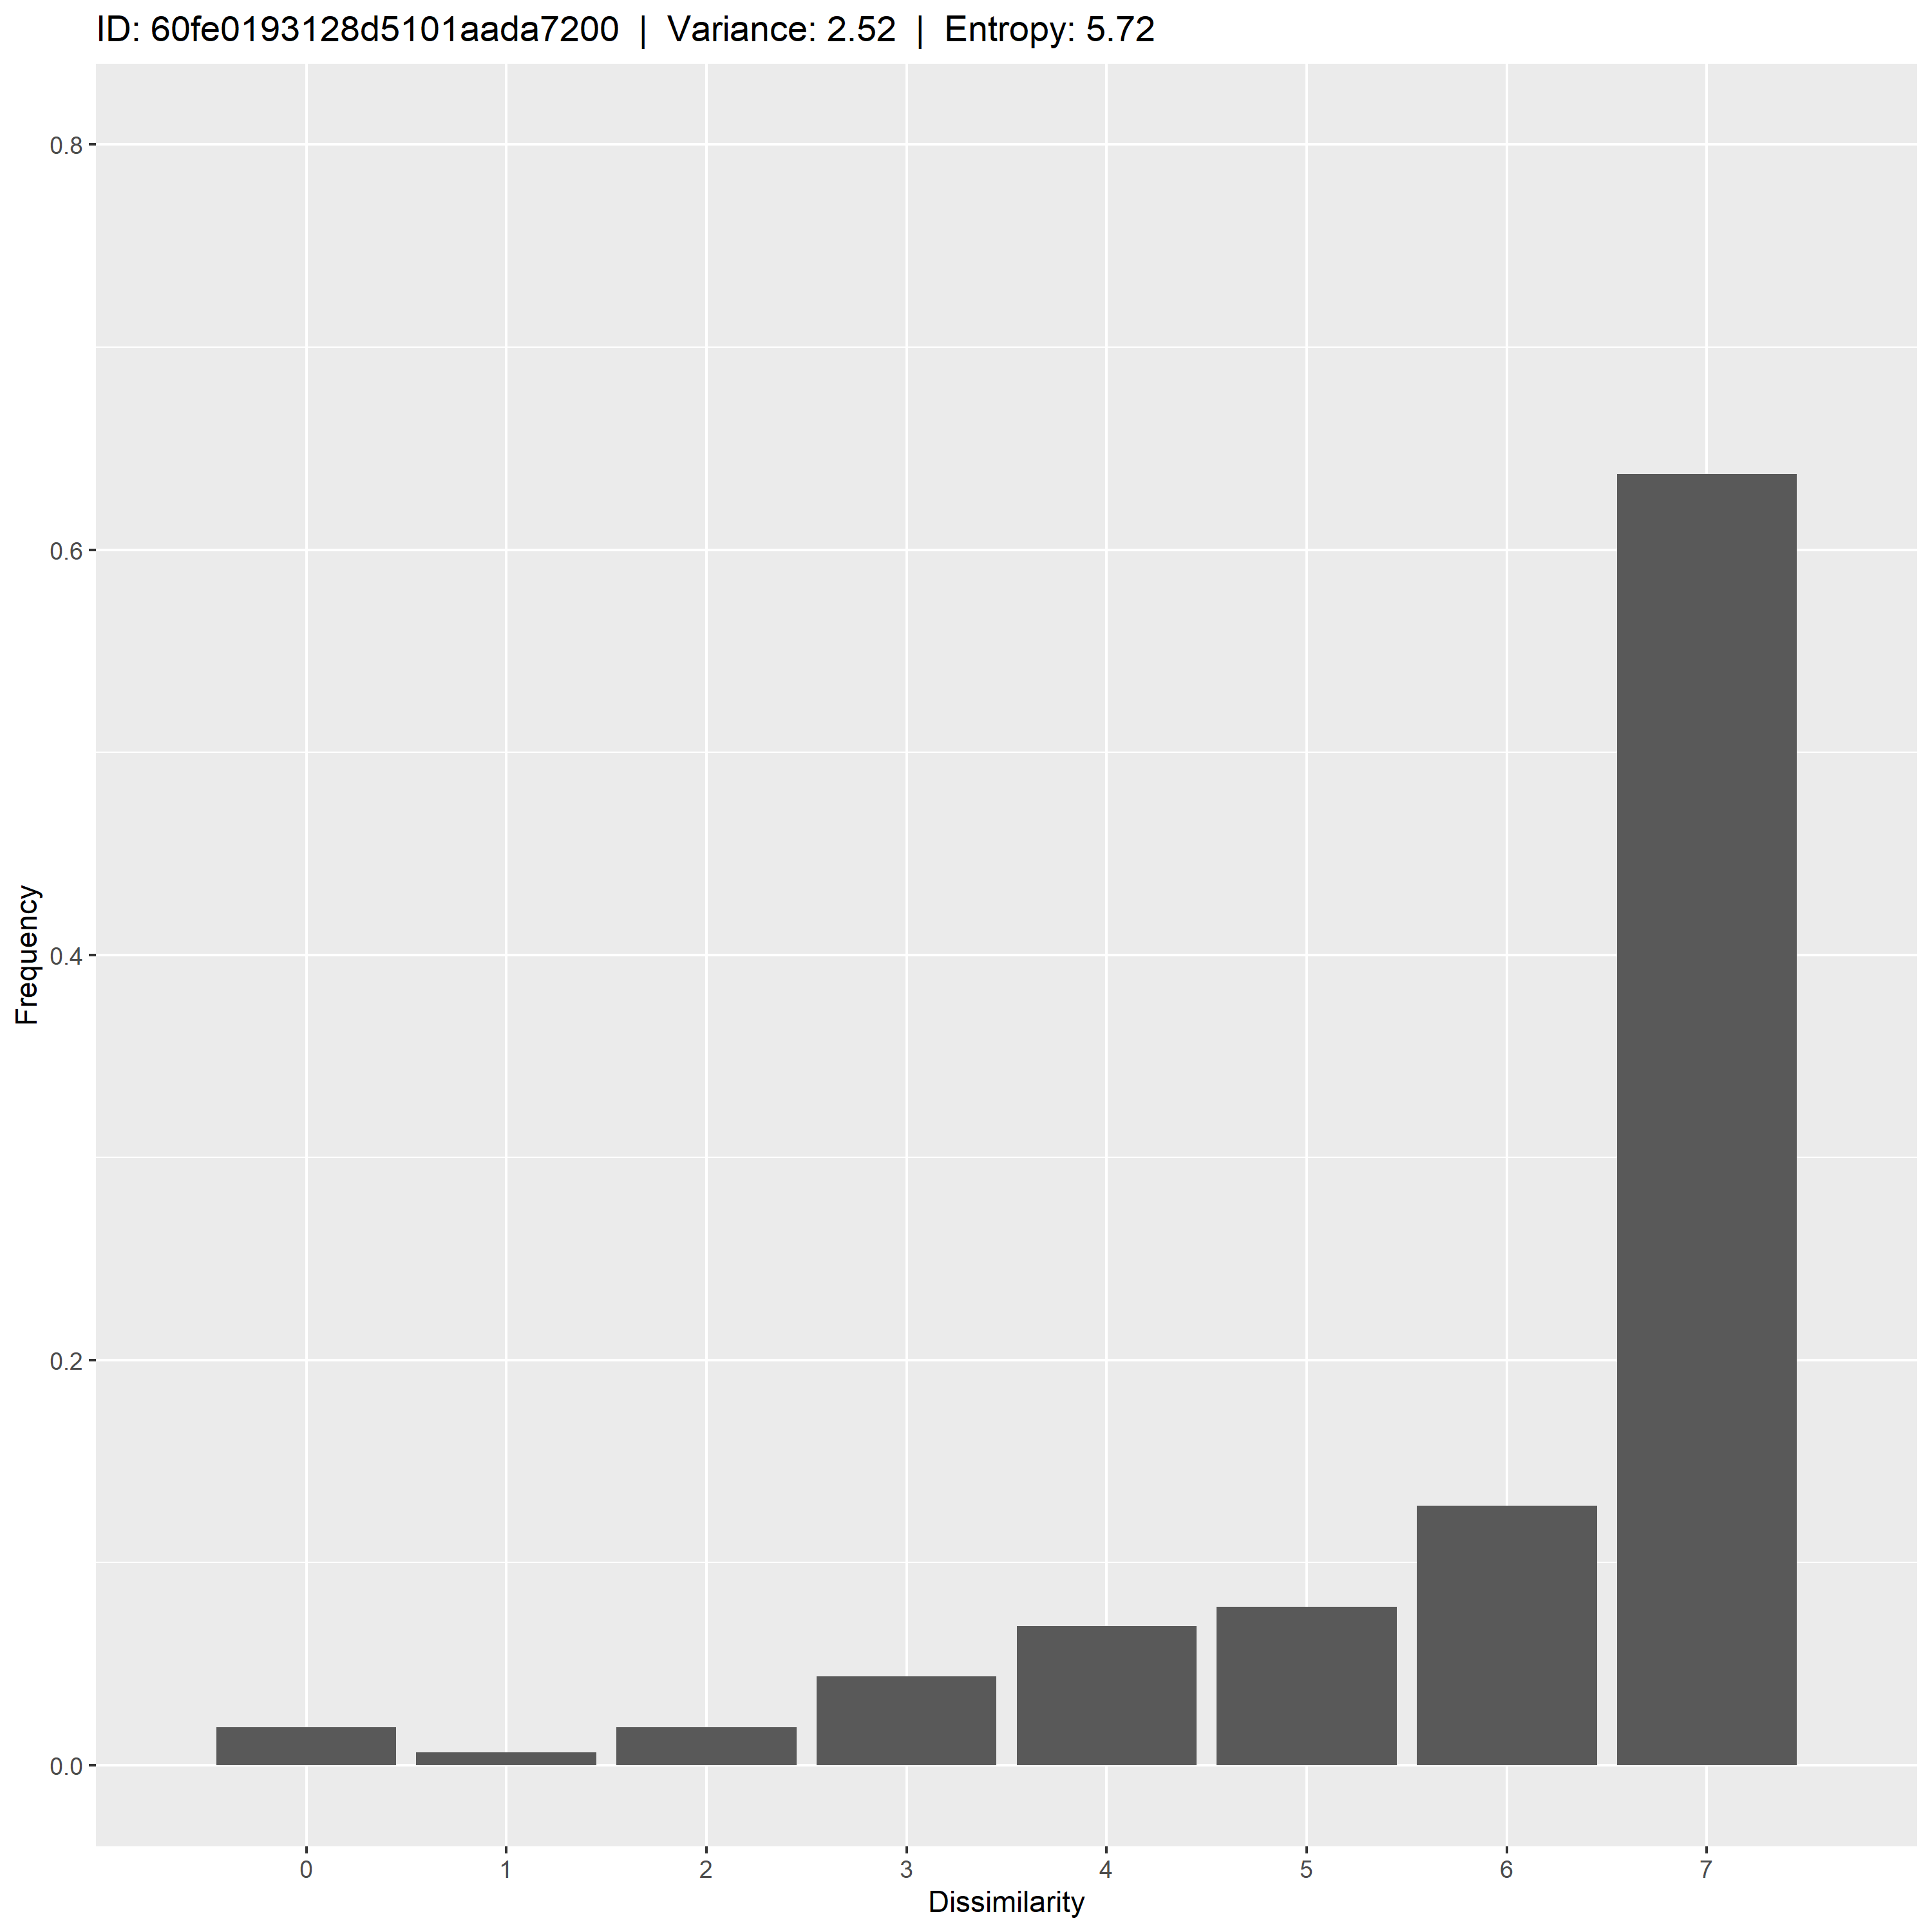 ID: 60fe0193128d5101aada7200 | Variance: 2.52 | Entropy: 5.72
0.8
0.6
0.4
0.2
0.0
Frequency
0 1 2 3 4 5 6 7
Dissimilarity